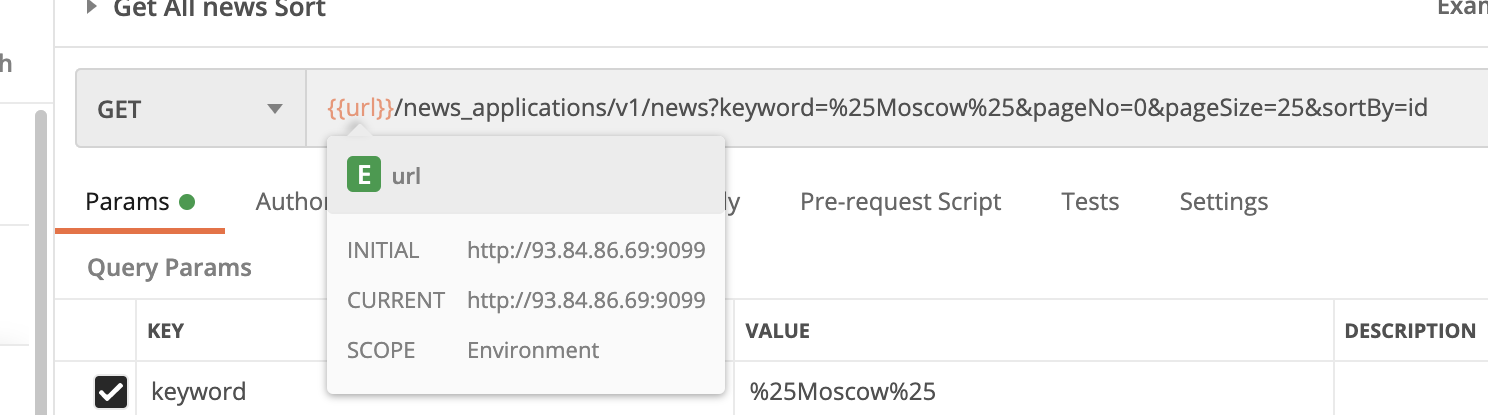 Get All news Sort
Exam
h
GET
{{url}}/news_applications/v1/news?keyword=%25Moscow%25&pageNo=0&pageSize=25&sortBy=id
E url
Params
Author
ly
Pre-request Script
Tests
Settings
INITIAL http://93.84.86.69:9099
Query Params
CURRENT http://93.84.86.69:9099
KEY
VALUE
DESCRIPTION
SCOPE Environment
keyword
%25Moscow%25